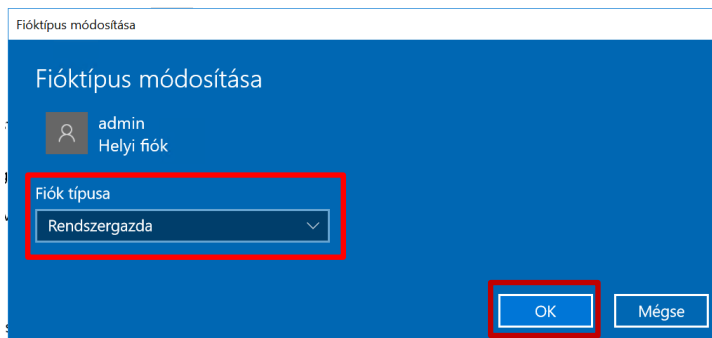 Fióktípus módosítása
Fióktípus módosítása
admin
Helyi fiók
Fiók típusa
Rendszergazda
OK
Mégse